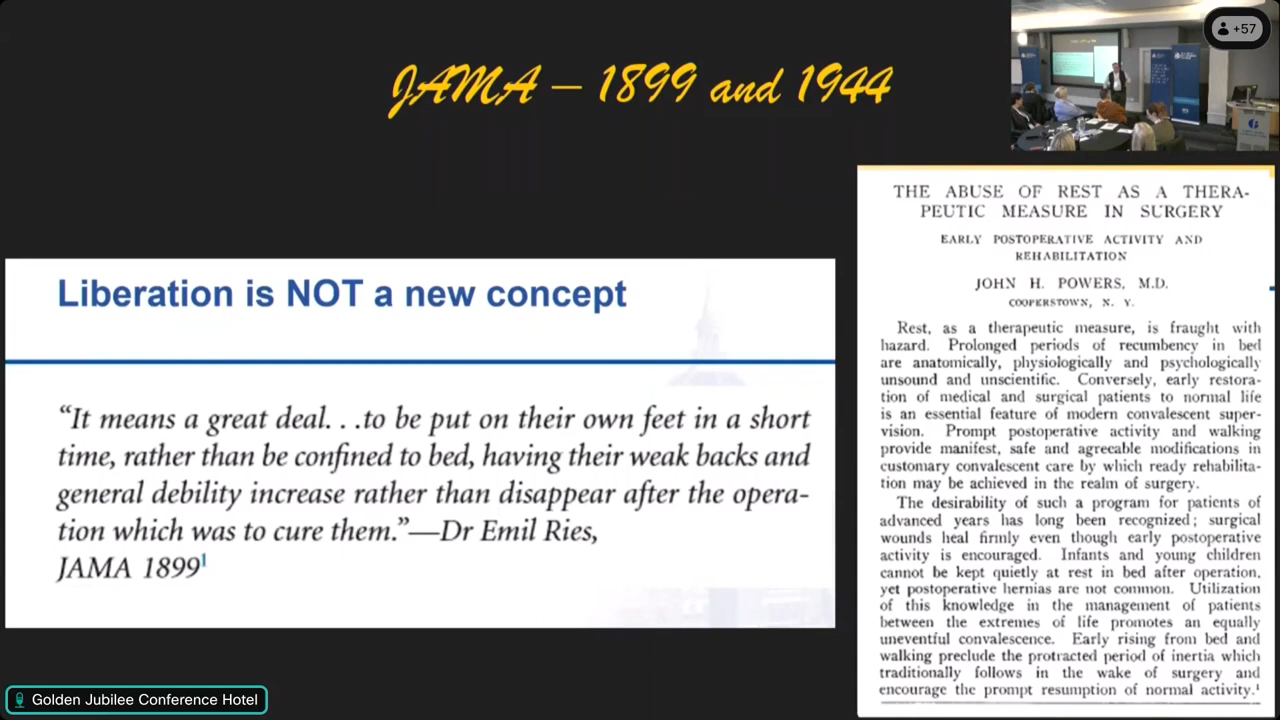 JAMA – 1899 and 1944
+57
Liberation is NOT a new concept
“It means a great deal. . .to be put on their own feet in a short
time, rather than be confined to bed, having their weak backs and
general debility increase rather than disappear after the opera-
tion which was to cure them.”—Dr Emil Ries,
JAMA 1899¹
THE ABUSE OF REST AS A THERA-
PEUTIC MEASURE IN SURGERY
EARLY POSTOPERATIVE ACTIVITY AND
REHABILITATION
JOHN H. POWERS, M.D.
COOPERSTOWN, N. Y.
Rest, as a therapeutic measure, is fraught with
hazard. Prolonged periods of recumbency in bed
are anatomically, physiologically and psychologically
unsound and unscientific. Conversely, early restora-
tion of medical and surgical patients to normal life
is an essential feature of modern convalescent super-
vision. Prompt postoperative activity and walking
provide manifest, safe and agreeable modifications in
customary convalescent care by which ready rehabilita-
tion may be achieved in the realm of surgery.
The desirability of such a program for patients of
advanced years has long been recognized; surgical
wounds heal firmly even though early postoperative
activity is encouraged. Infants and young children
cannot be kept quietly at rest in bed after operation,
yet postoperative hernias are not common. Utilization
of this knowledge in the management of patients
between the extremes of life promotes an equally
uneventful convalescence. Early rising from bed and
walking preclude the protracted period of inertia which
traditionally follows in the wake of surgery and
encourage the prompt resumption of normal activity.¹
Golden Jubilee Conference Hotel